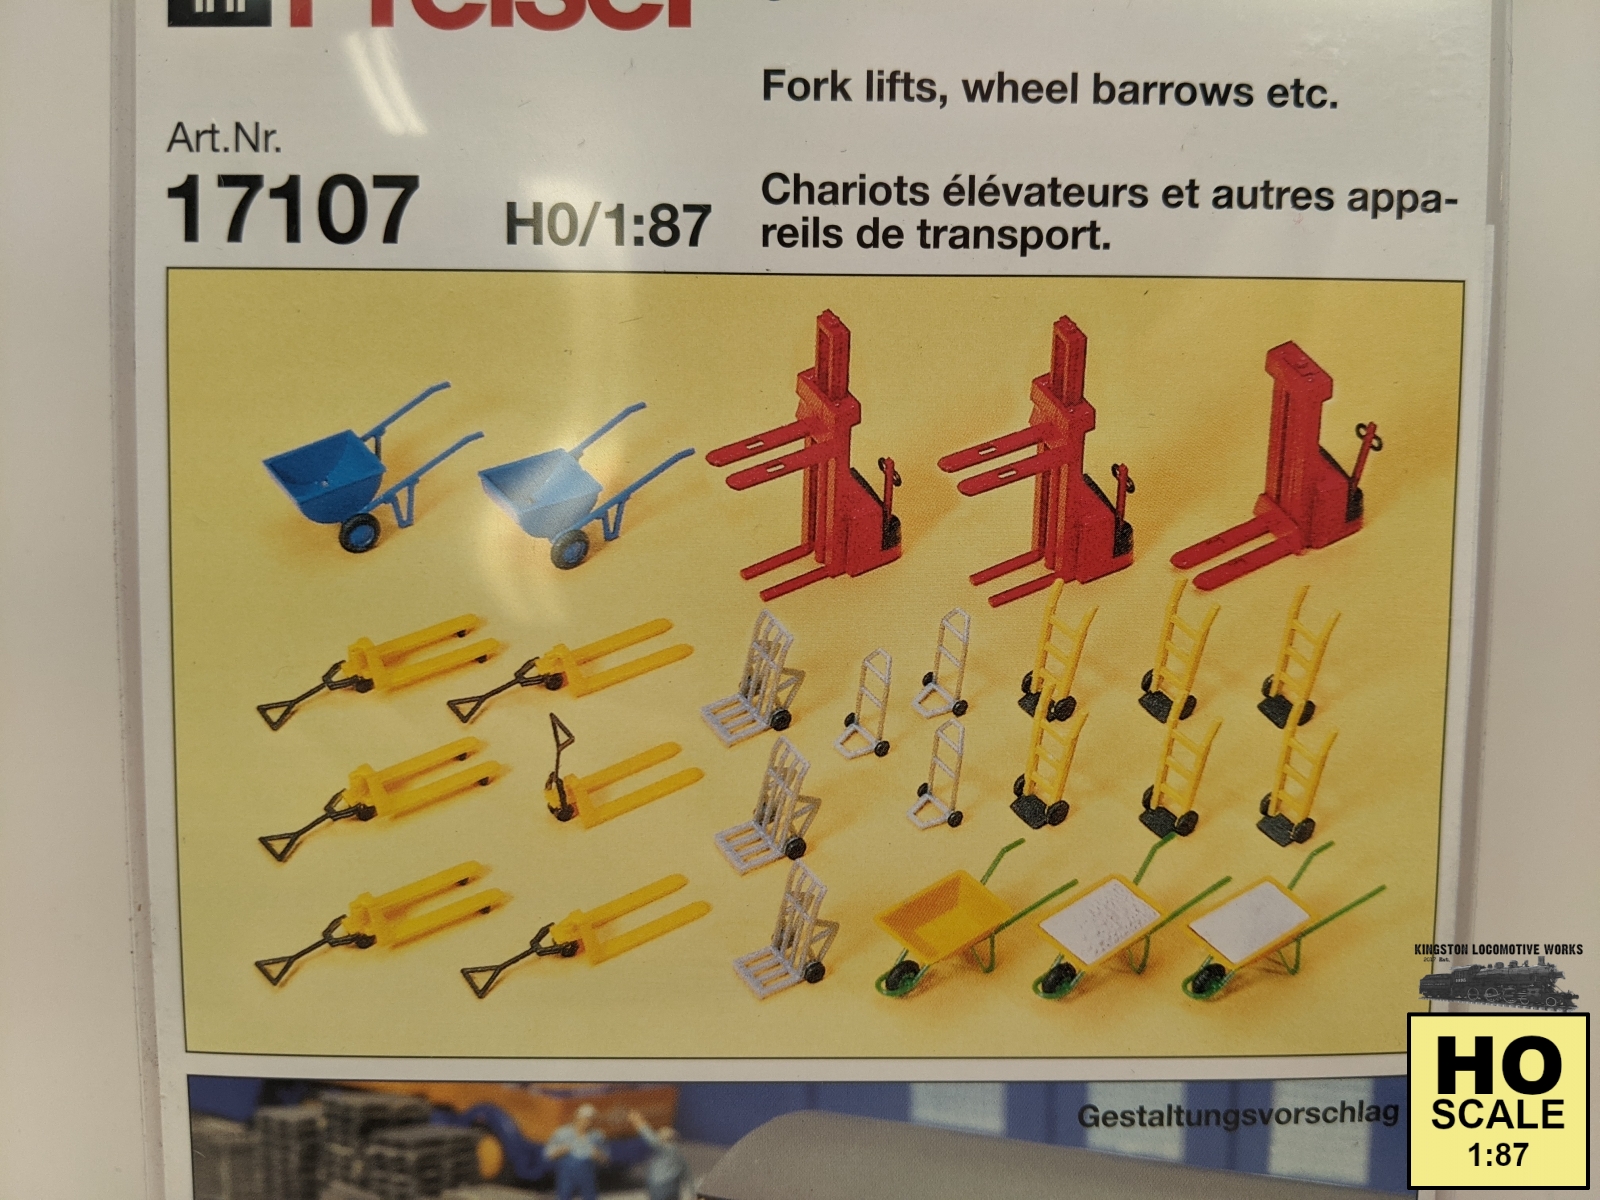 Preiser
Fork lifts, wheel barrows etc.
Art.Nr.
17107 H0/1:87
Chariots élévateurs et autres appa-
reils de transport.
KINGSTON LOCOMOTIVE WORKS
Gestaltungsvorschlag
HO
SCALE
1:87